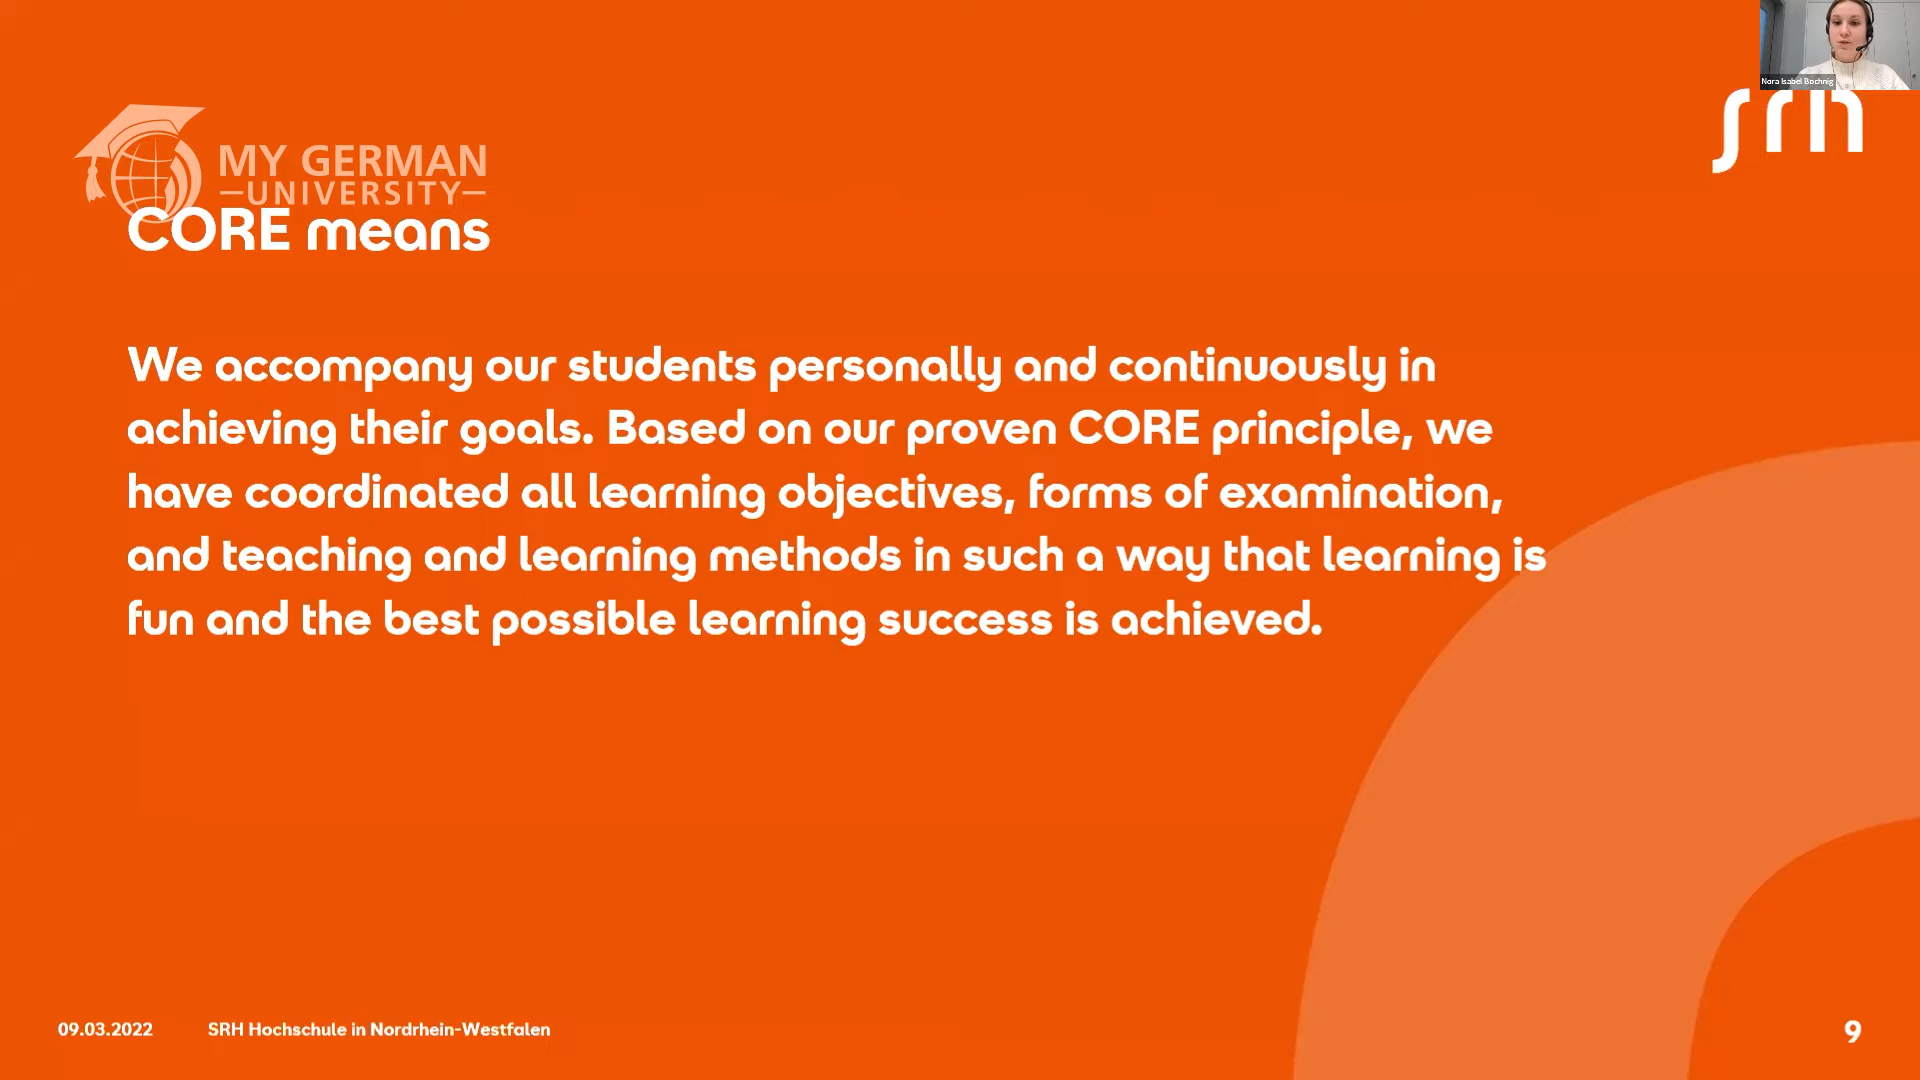 Nora Isabel Bochnig
srh
MY GERMAN
UNIVERSITY
CORE means
We accompany our students personally and continuously in
achieving their goals. Based on our proven CORE principle, we
have coordinated all learning objectives, forms of examination,
and teaching and learning methods in such a way that learning is
fun and the best possible learning success is achieved.
09.03.2022 SRH Hochschule in Nordrhein-Westfalen 9